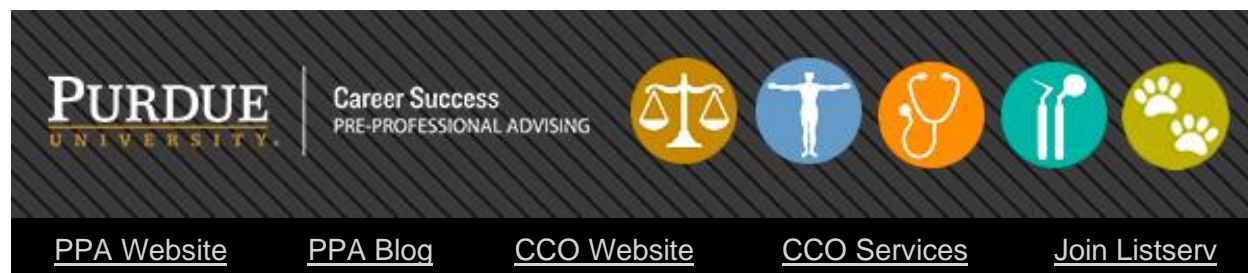 PURDUE
UNIVERSITY.
Career Success
PRE-PROFESSIONAL ADVISING
PPA Website PPA Blog CCO Website CCO Services Join Listserv